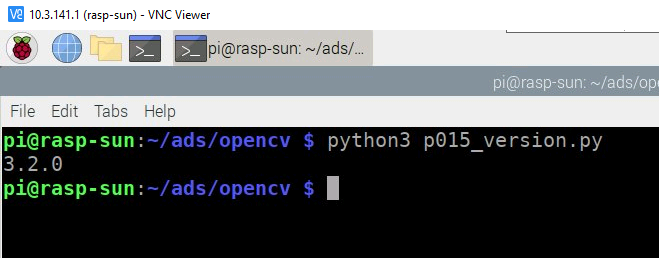 10.3.141.1 (rasp-sun) - VNC Viewer
pi@rasp-sun: ~/ads/...
pi@rasp-sun: ~/ads/o
File Edit Tabs Help
pi@rasp-sun:~/ads/opencv $ python3 p015_version.py
3.2.0
pi@rasp-sun:~/ads/opencv $